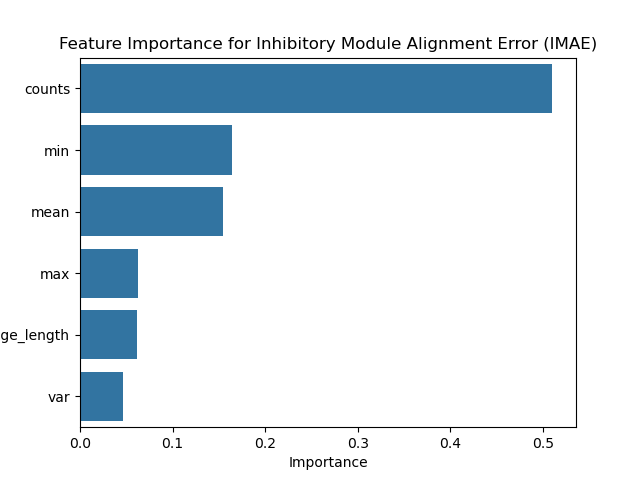 Feature Importance for Inhibitory Module Alignment Error (IMAE)
counts
min
mean
max
ge_length
var
0.0 0.1 0.2 0.3 0.4 0.5
Importance